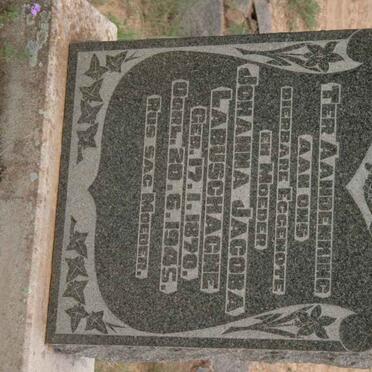 TER AANDENKING
AAN ONS
DIERBARE EGGENOTE
EN MOEDER
JOHANNA JACOBA
LABUSCHAGNE
GEB. 17. 1. 1870.
OORL. 20. 6. 1945.
RUS SAG MOEDER.